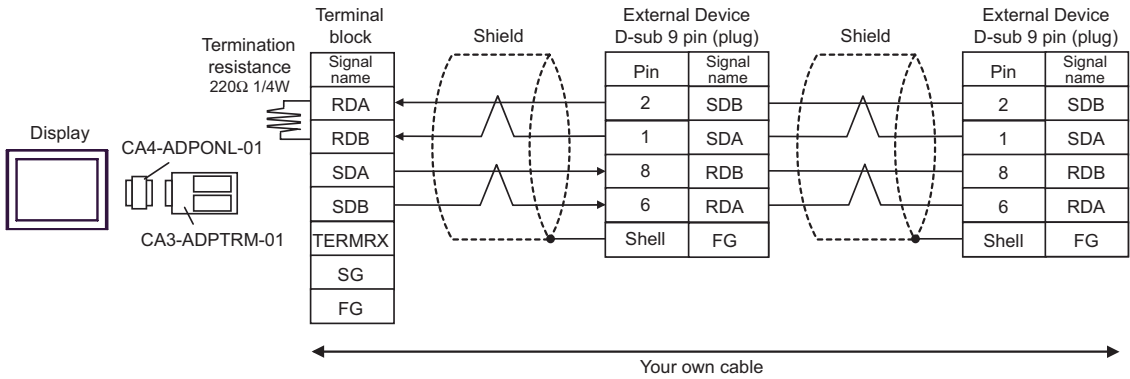 Display
CA4-ADPONL-01
CA3-ADPTRM-01
Termination
resistance
220Ω 1/4W
Terminal
block
Signal
name
RDA
RDB
SDA
SDB
TERMRX
SG
FG
Shield
External Device
D-sub 9 pin (plug)
Pin Signal name
2 SDB
1 SDA
8 RDB
6 RDA
Shell FG
Shield
External Device
D-sub 9 pin (plug)
Pin Signal name
2 SDB
1 SDA
8 RDB
6 RDA
Shell FG
Your own cable